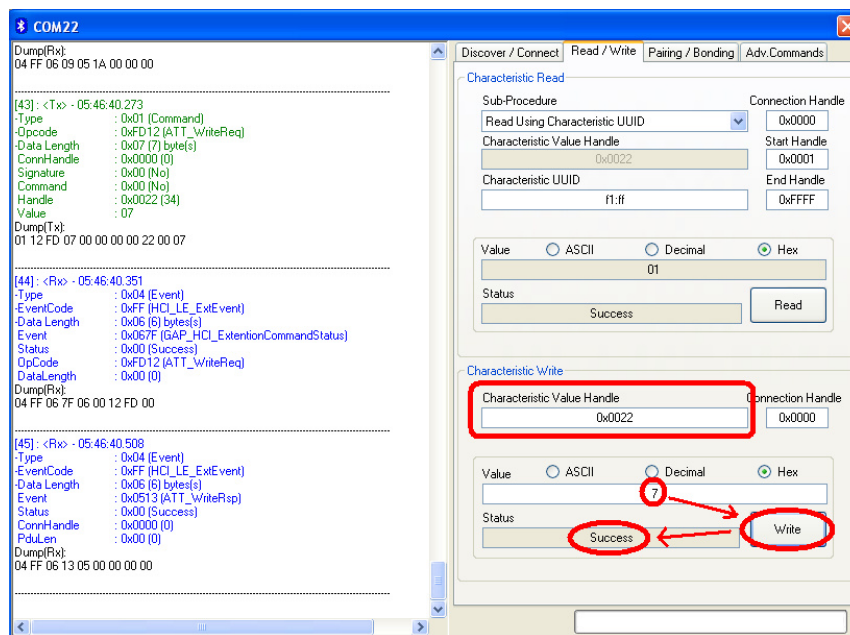 COM22
Dump(Rx):
04 FF 06 09 05 1A 00 00 00
[43] : <Tx> - 05:46:40.273
-Type : 0x01 (Command)
-Opcode : 0xFD12 (ATT_WriteReq)
-Data Length : 0x07 (7) byte(s)
ConnHandle : 0x0000 (0)
Signature : 0x00 (No)
Command : 0x00 (No)
Handle : 0x0022 (34)
Value : 07
Dump(Tx):
01 12 FD 07 00 00 00 00 22 00 07
[44] : <Rx> - 05:46:40.351
-Type : 0x04 (Event)
-EventCode : 0xFF (HCI_LE_ExtEvent)
-Data Length : 0x06 (6) bytes(s)
Event : 0x067F (GAP_HCI_ExtentionCommandStatus)
Status : 0x00 (Success)
OpCode : 0xFD12 (ATT_WriteReq)
DataLength : 0x00 (0)
Dump(Rx):
04 FF 06 7F 06 00 12 FD 00
[45] : <Rx> - 05:46:40.508
-Type : 0x04 (Event)
-EventCode : 0xFF (HCI_LE_ExtEvent)
-Data Length : 0x06 (6) bytes(s)
Event : 0x0513 (ATT_WriteRsp)
Status : 0x00 (Success)
ConnHandle : 0x0000 (0)
PduLen : 0x00 (0)
Dump(Rx):
04 FF 06 13 05 00 00 00 00
Discover / Connect Read / Write Pairing / Bonding Adv.Commands
Characteristic Read
Sub-Procedure Connection Handle
Read Using Characteristic UUID 0x0000
Characteristic Value Handle Start Handle
0x0022 0x0001
Characteristic UUID End Handle
f1:ff 0xFFFF
Value ASCII Decimal Hex
01
Status
Success Read
Characteristic Write
Characteristic Value Handle Connection Handle
0x0022 0x0000
Value ASCII Decimal Hex
7
Status
Success Write